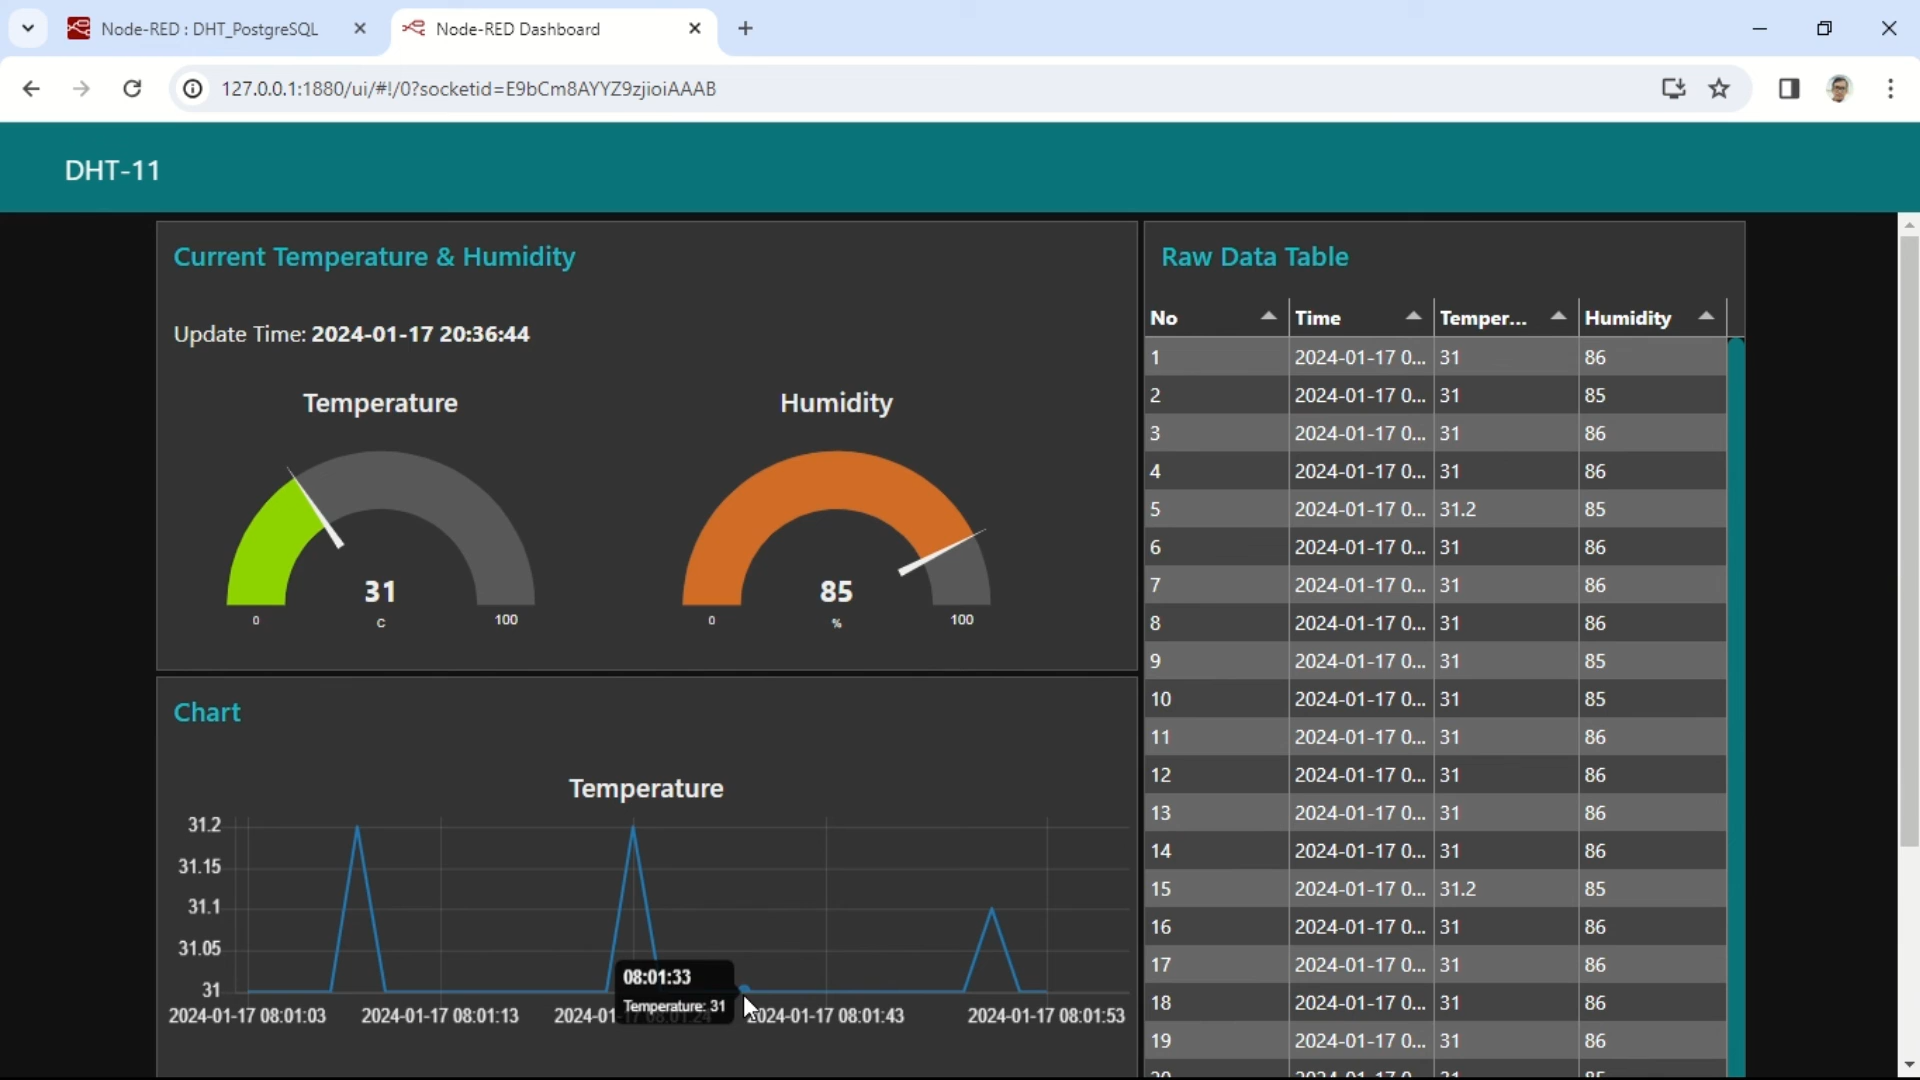 Node-RED : DHT_PostgreSQL
Node-RED Dashboard
127.0.0.1:1880/ui/#!/0?socketid=E9bCm8AYYZ9zjioiAAAB
DHT-11
Current Temperature & Humidity
Update Time: 2024-01-17 20:36:44
Temperature
31
C
0
100
Humidity
85
%
0
100
Chart
Temperature
31.2
31.15
31.1
31.05
31
08:01:33
Temperature: 31
2024-01-17 08:01:03
2024-01-17 08:01:13
2024-01
2024-01-17 08:01:43
2024-01-17 08:01:53
Raw Data Table
No Time Temper... Humidity
1 2024-01-17 0... 31 86
2 2024-01-17 0... 31 85
3 2024-01-17 0... 31 86
4 2024-01-17 0... 31 86
5 2024-01-17 0... 31.2 85
6 2024-01-17 0... 31 86
7 2024-01-17 0... 31 86
8 2024-01-17 0... 31 86
9 2024-01-17 0... 31 85
10 2024-01-17 0... 31 85
11 2024-01-17 0... 31 86
12 2024-01-17 0... 31 86
13 2024-01-17 0... 31 86
14 2024-01-17 0... 31 86
15 2024-01-17 0... 31.2 85
16 2024-01-17 0... 31 86
17 2024-01-17 0... 31 86
18 2024-01-17 0... 31 86
19 2024-01-17 0... 31 86